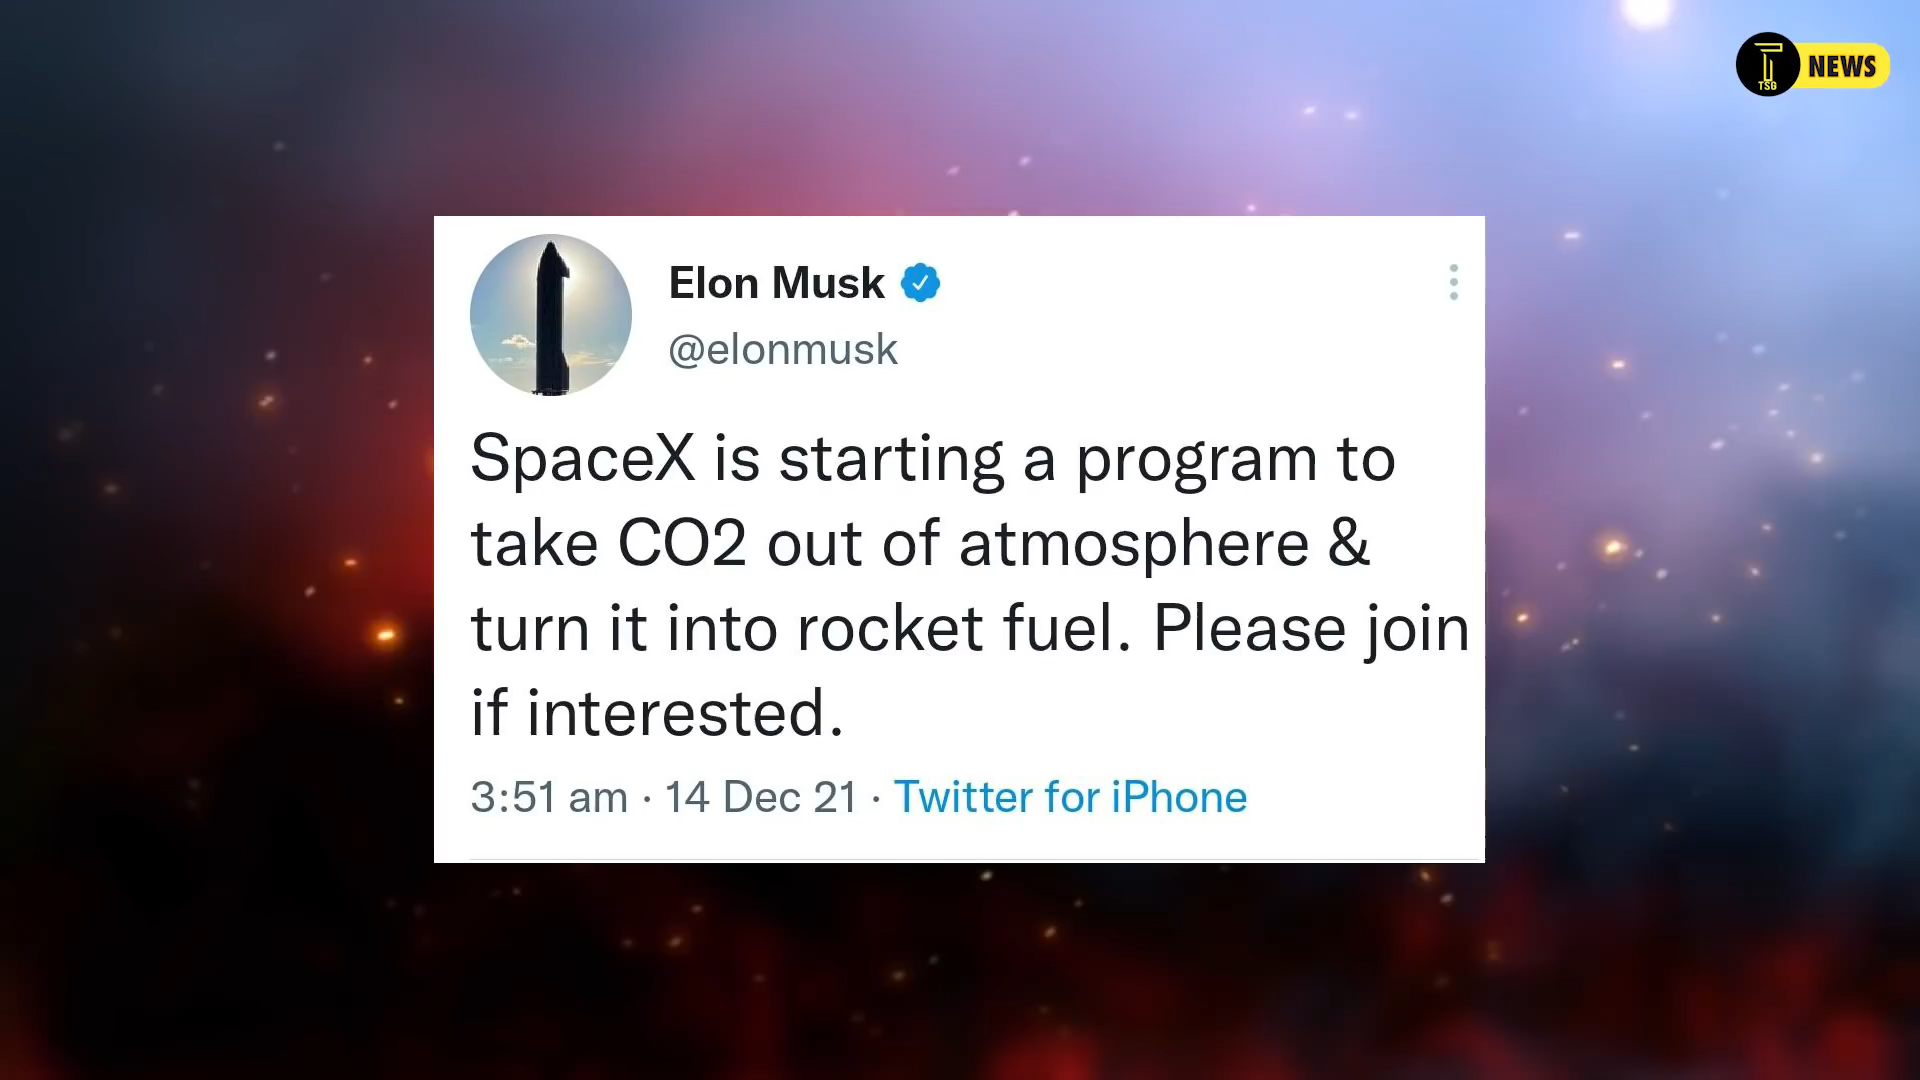 TSG
NEWS
Elon Musk
@elonmusk
SpaceX is starting a program to
take CO2 out of atmosphere &
turn it into rocket fuel. Please join
if interested.
3:51 am · 14 Dec 21 · Twitter for iPhone